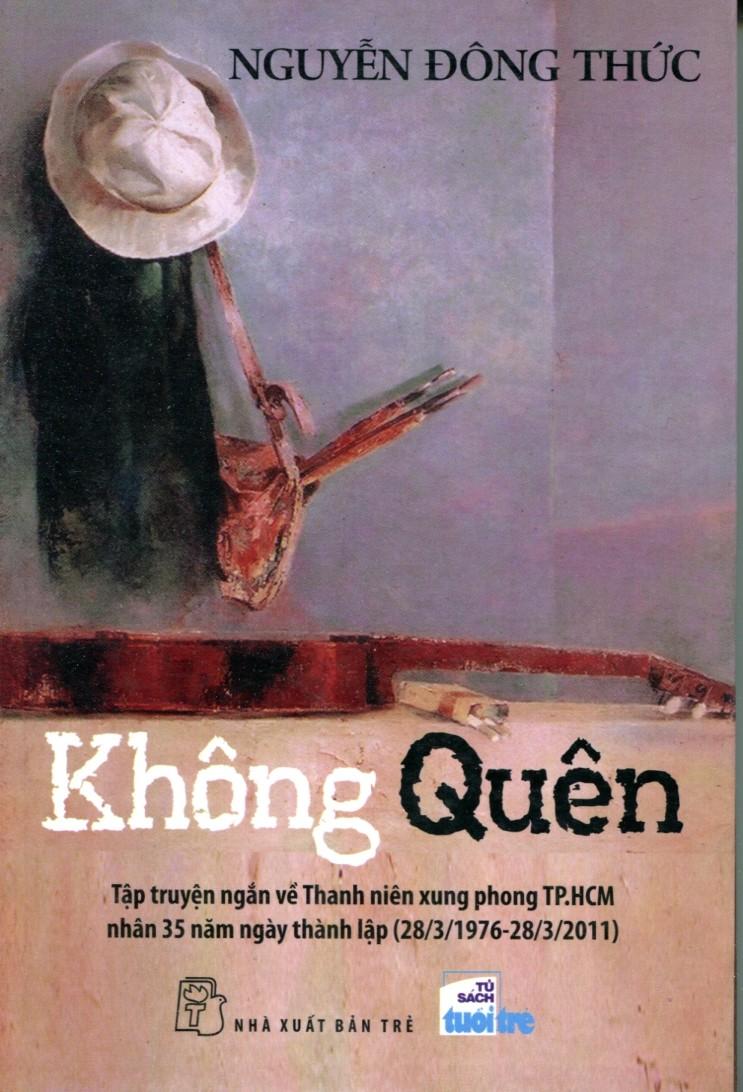 NGUYỄN ĐÔNG THỨC
Không Quên
Tập truyện ngắn về Thanh niên xung phong TP.HCM
nhân 35 năm ngày thành lập (28/3/1976-28/3/2011)
T
NHÀ XUẤT BẢN TRẺ
TỦ
SÁCH
tuổi trẻ